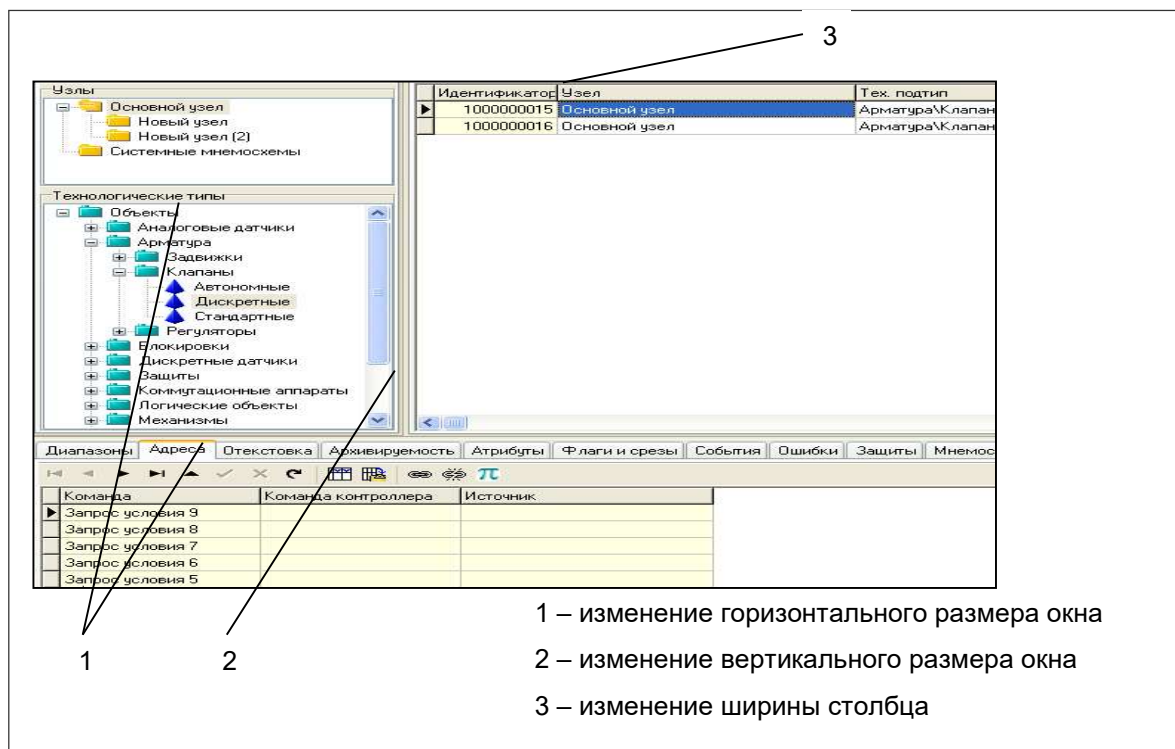 3
Узлы
Основной узел
Новый узел
Новый узел (2)
Системные мнемосхемы
Технологические типы
Объекты
Аналоговые датчики
Арматура
Задвижки
Клапаны
Автономные
Дискретные
Стандартные
Регуляторы
Блокировки
Дискретные датчики
Защиты
Коммутационные аппараты
Логические объекты
Механизмы
Идентификатор Узел Тех. подтип
1000000015 Основной узел Арматура\Клапан
1000000016 Основной узел Арматура\Клапан
Диапазоны Адреса Отекстовка Архивируемость Атрибуты Флаги и срезы События Ошибки Защиты Мнемос
π
Команда Команда контроллера Источник
Запрос условия 9
Запрос условия 8
Запрос условия 7
Запрос условия 6
Запрос условия 5
1 2
1 – изменение горизонтального размера окна
2 – изменение вертикального размера окна
3 – изменение ширины столбца